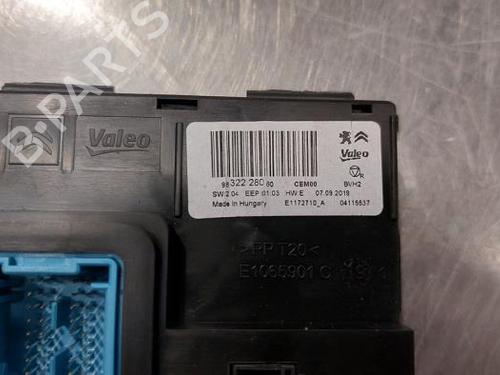 B-PARTS
Valeo
98 322 280 80 CEM00
SW 2.04 EEP 01.03 HW E 07.09.2019
Made in Hungary E1172710_A 04115537
Valeo
R
BVH2
>PP T20<
E1065901 C